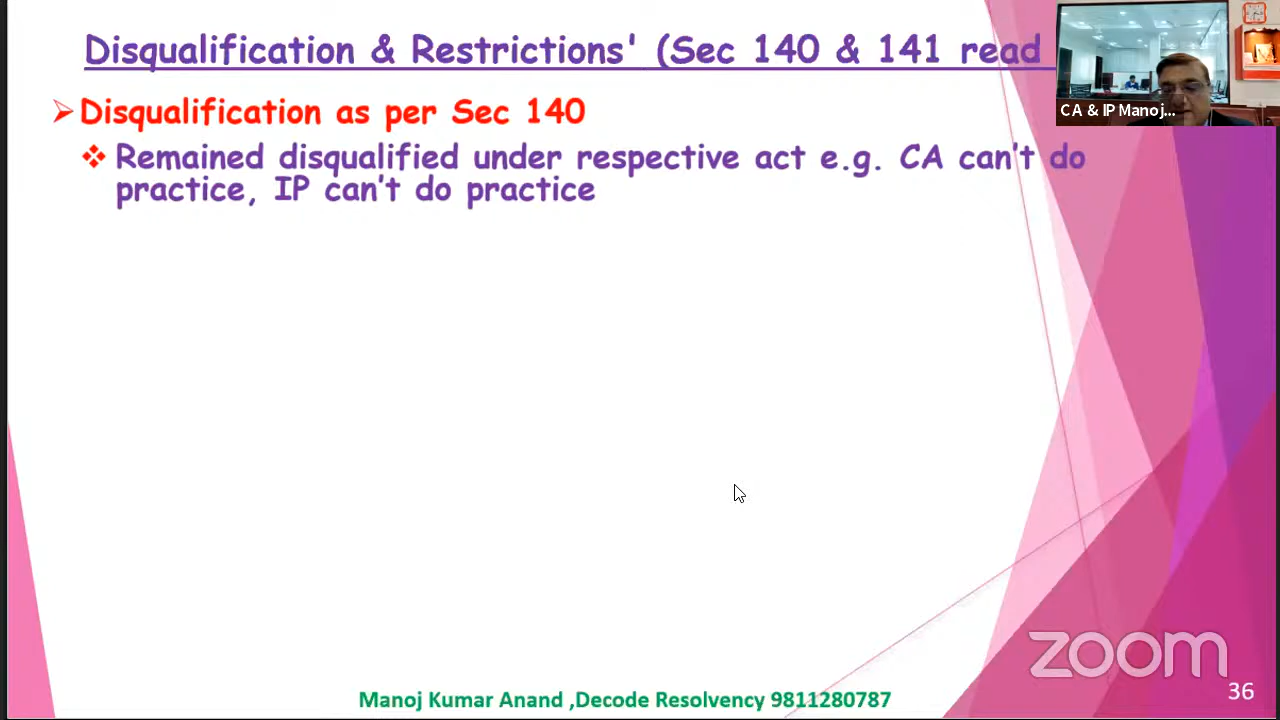 Disqualification & Restrictions' (Sec 140 & 141 read
CA & IP Manoj...
➢Disqualification as per Sec 140
❖ Remained disqualified under respective act e.g. CA can't do
practice, IP can't do practice
zoom
Manoj Kumar Anand ,Decode Resolvency 9811280787
36